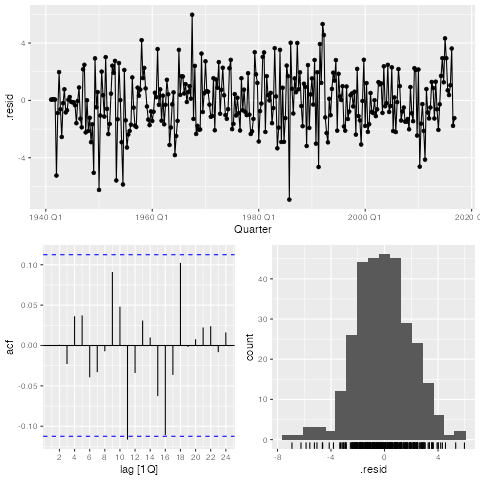 4
0
-4
.resid
1940 Q1 1960 Q1 1980 Q1 2000 Q1 2020 Q
Quarter
0.10
0.05
0.00
-0.05
-0.10
acf
2 4 6 8 10 12 14 16 18 20 22 24
lag [1Q]
40
30
20
10
0
count
-8 -4 0 4
.resid